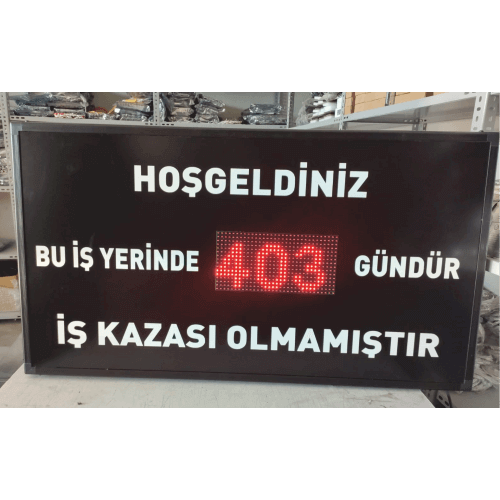 HOŞGELDİNİZ
BU İŞ YERİNDE 403 GÜNDÜR
İŞ KAZASI OLMAMIŞTIR